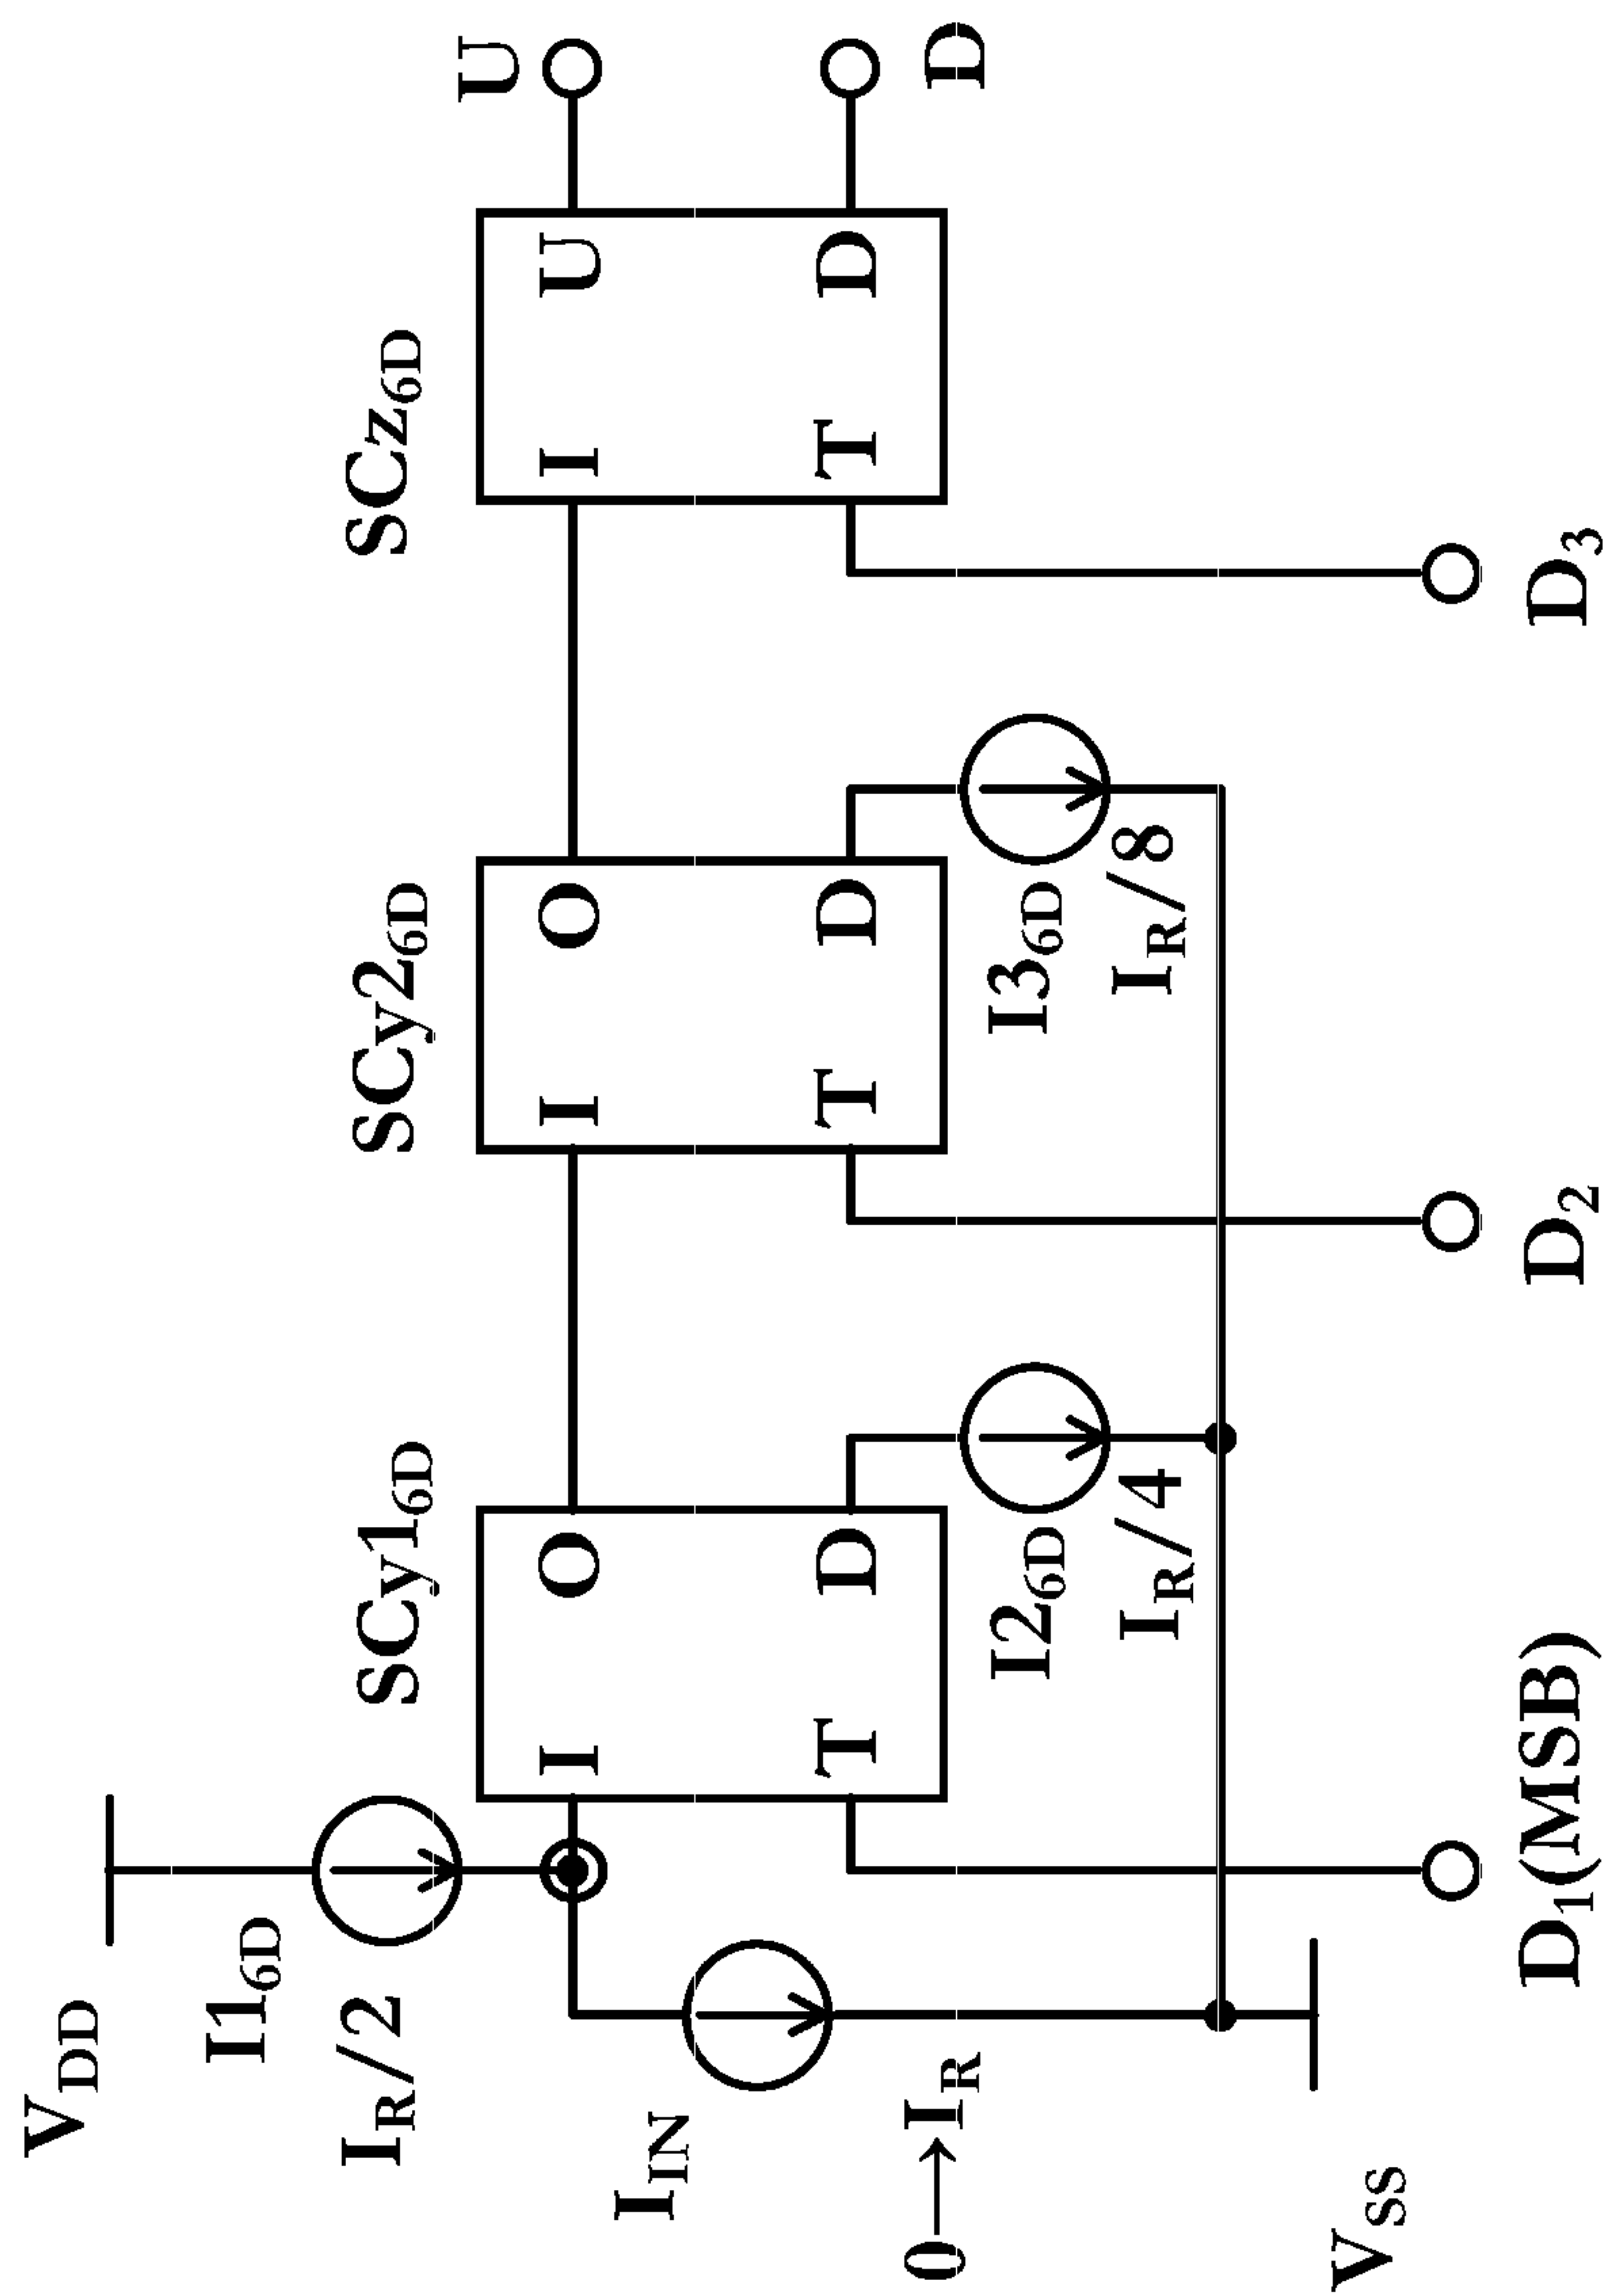 V_DD
I1_6D
I_R/2
I_IN
0→I_R
V_SS
SCy1_6D
I
O
T
D
I2_6D
I_R/4
D_1(MSB)
SCy2_6D
I
O
T
D
I3_6D
I_R/8
D_2
SCz_6D
I
U
T
D
D_3
U
D